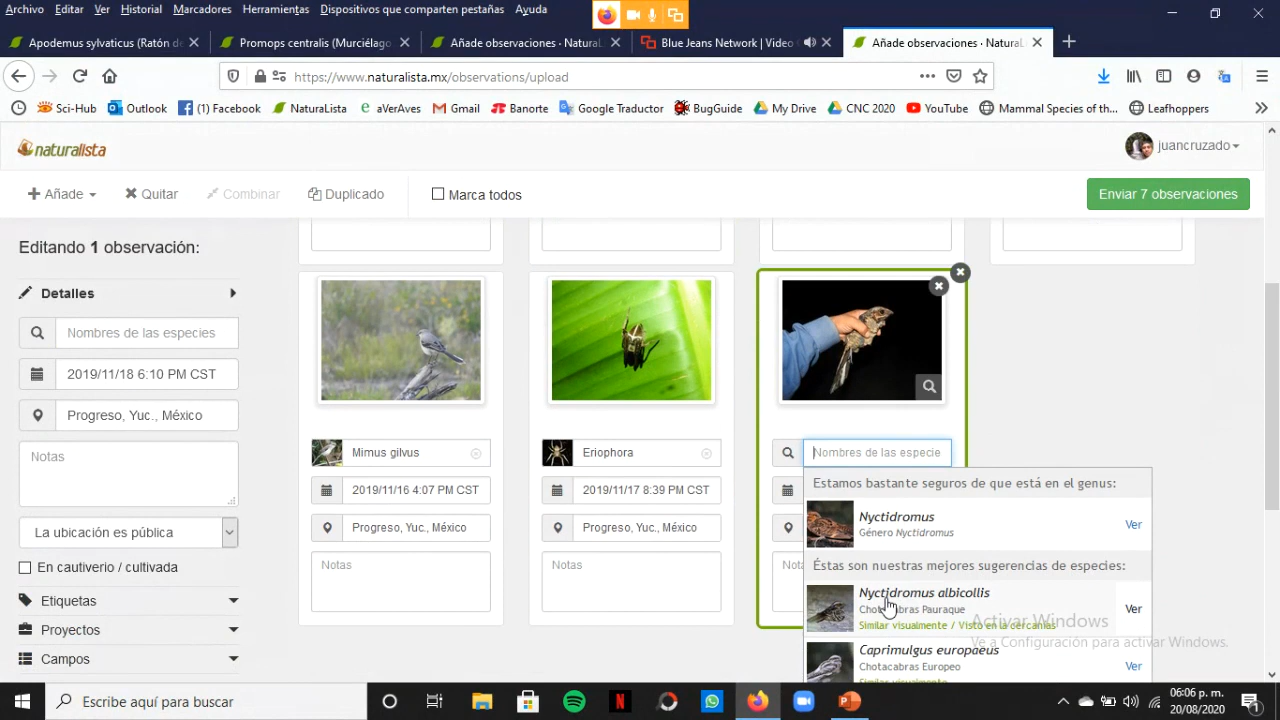 Archivo Editar Ver Historial Marcadores Herramientas Dispositivos que comparten pestañas Ayuda
Apodemus sylvaticus (Ratón d Promops centralis (Murciélago Añade observaciones - Natural Blue Jeans Network | Video Añade observaciones - Natural
https://www.naturalista.mx/observations/upload
Sci-Hub Outlook (1) Facebook NaturaLista aVerAves Gmail Banorte Google Traductor BugGuide My Drive CNC 2020 YouTube Mammal Species of th... Leafhoppers
naturalista juancruzado
Añade Quitar Combinar Duplicado Marca todos Enviar 7 observaciones
Editando 1 observación:
Detalles
Nombres de las especies
2019/11/18 6:10 PM CST
Progreso, Yuc., México
Notas
La ubicación es pública
En cautiverio / cultivada
Etiquetas
Proyectos
Campos
Mimus gilvus
2019/11/16 4:07 PM CST
Progreso, Yuc., México
Notas
Eriophora
2019/11/17 8:39 PM CST
Progreso, Yuc., México
Notas
Nombres de las especie
Estamos bastante seguros de que está en el genus:
Nyctidromus
Género Nyctidromus
Ver
Éstas son nuestras mejores sugerencias de especies:
Nyctidromus albicollis
Chotacabras Pauraque
Similar visualmente / Visto en la cercanías
Ver
Caprimulgus europaeus
Chotacabras Europeo
Similar visualmente
Ver
Activar Windows
Ve a Configuración para activar Windows.
Escribe aquí para buscar
06:06 p. m.
20/08/2020